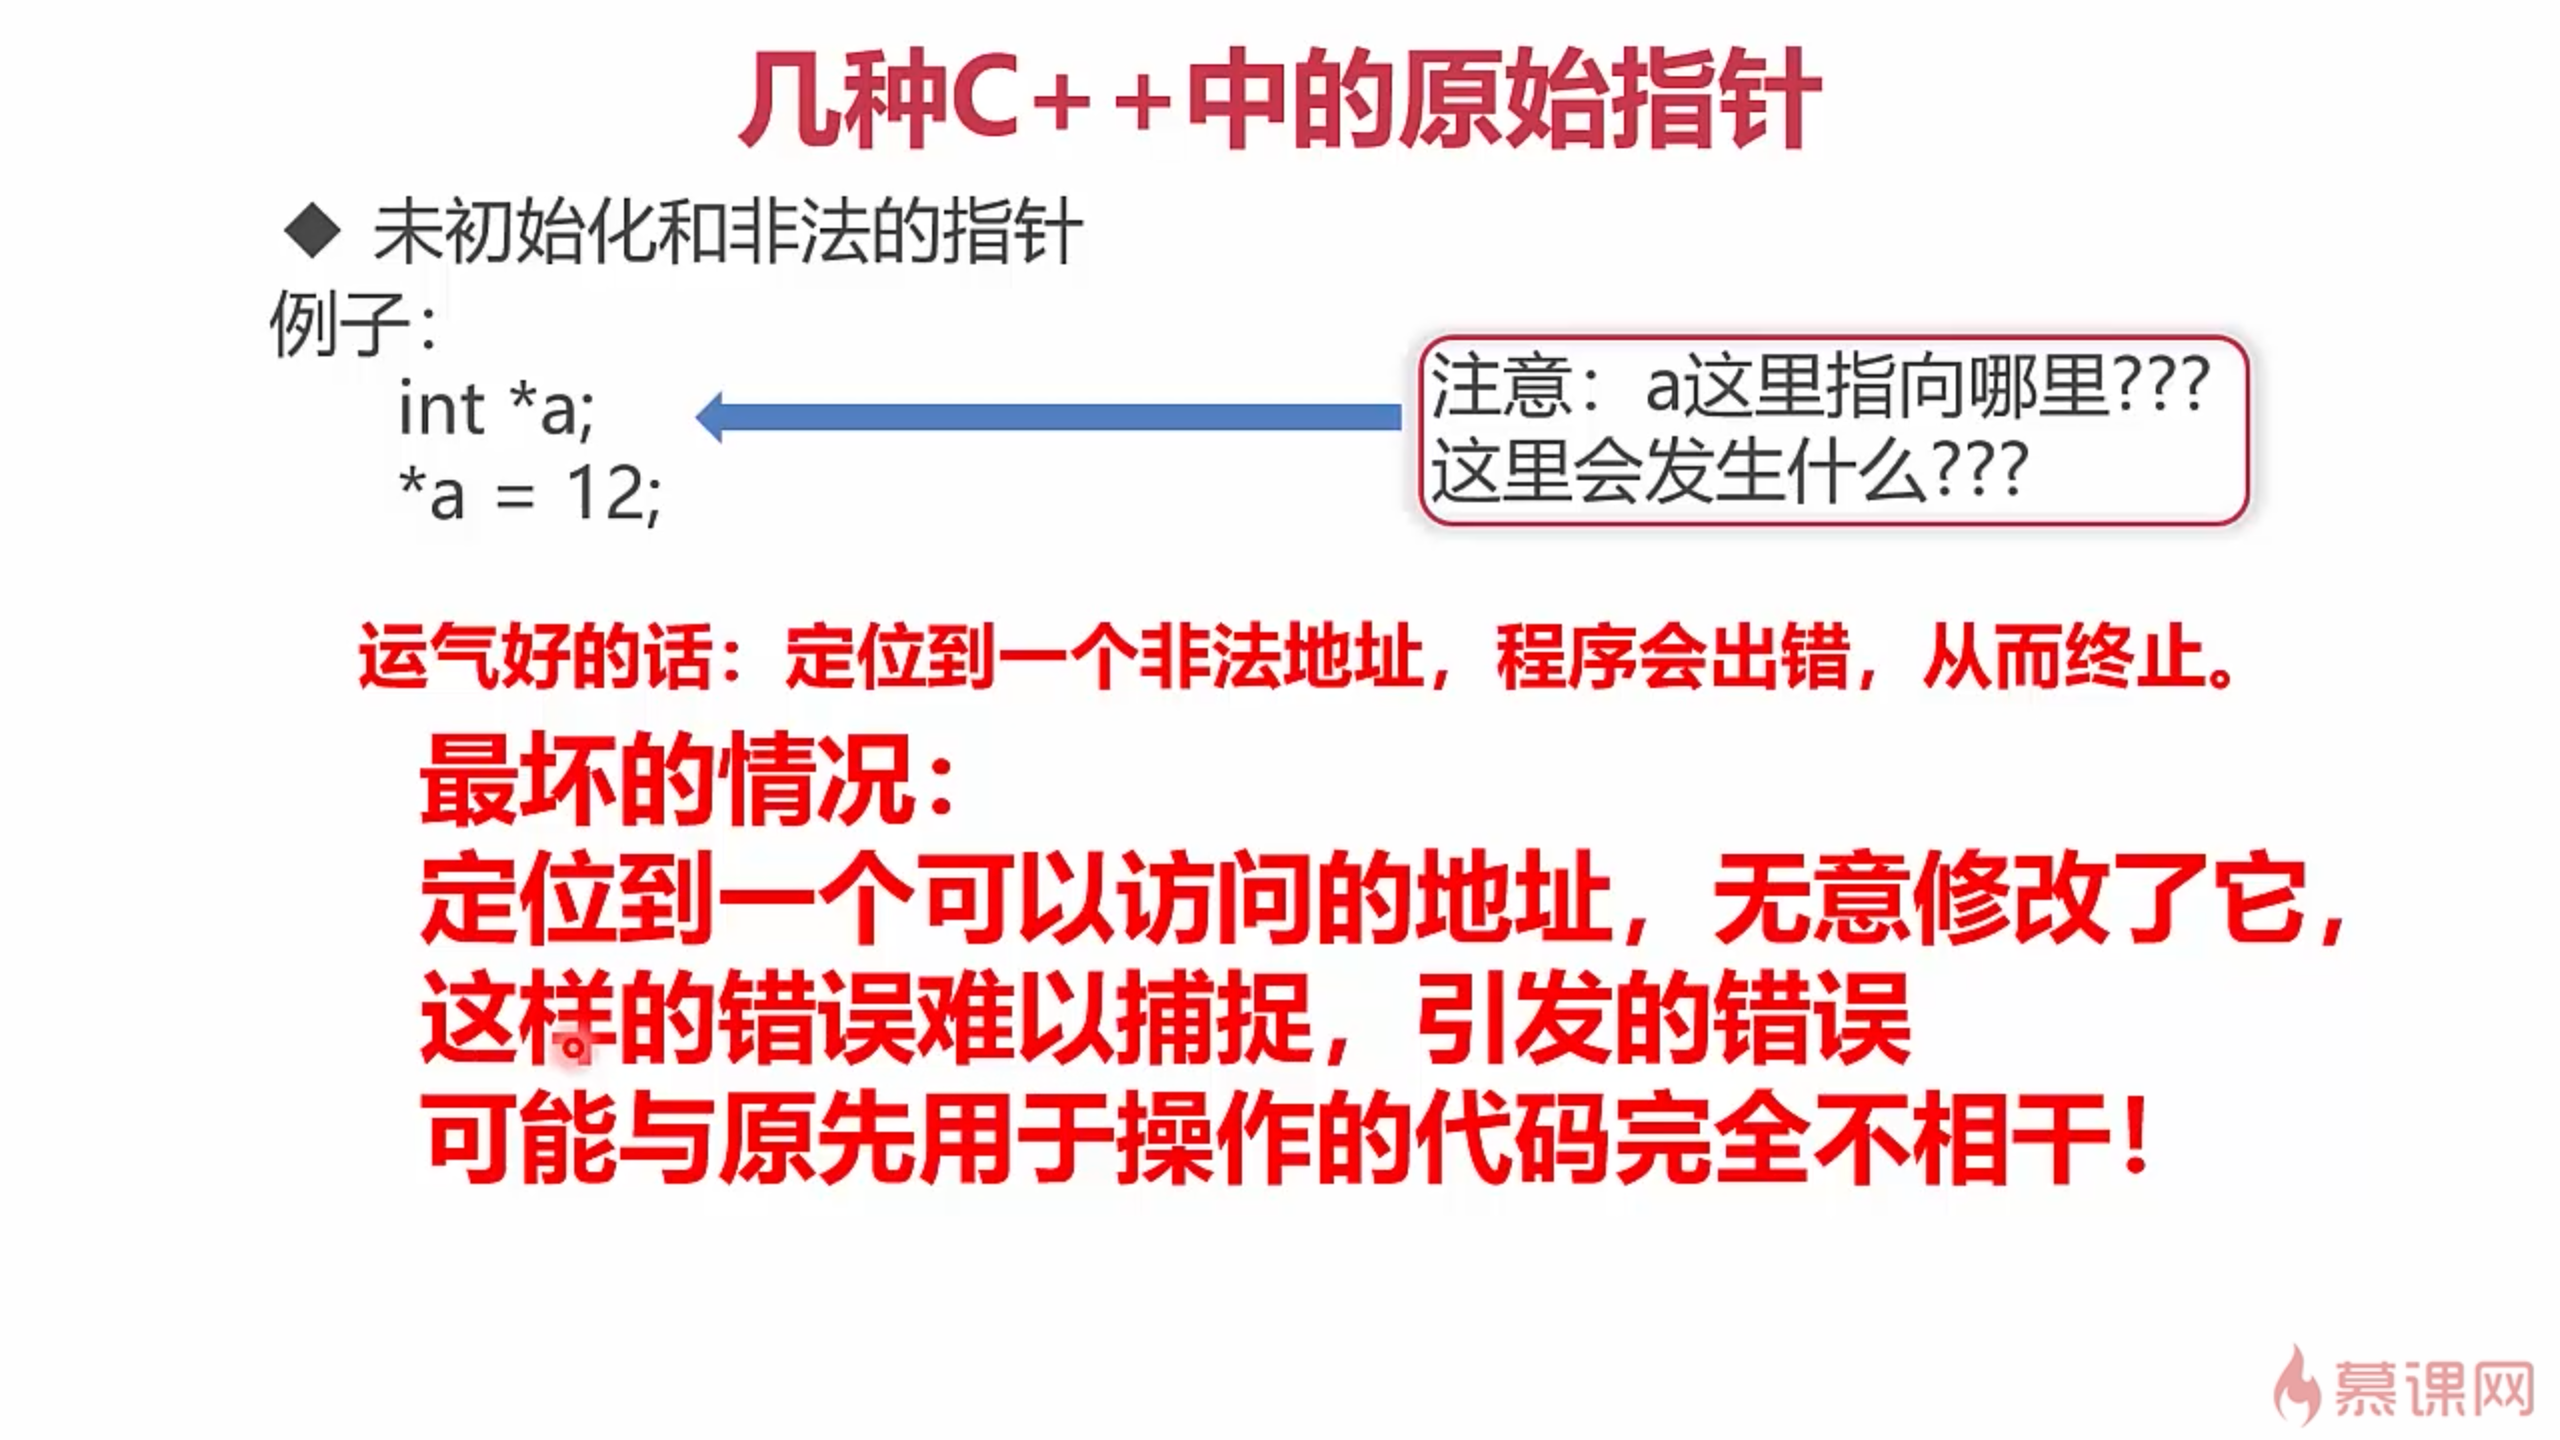 几种C++中的原始指针
◆ 未初始化和非法的指针
例子：
int *a;
*a = 12;
注意：a这里指向哪里???
这里会发生什么???
运气好的话：定位到一个非法地址，程序会出错，从而终止。
最坏的情况：
定位到一个可以访问的地址，无意修改了它，
这样的错误难以捕捉，引发的错误
可能与原先用于操作的代码完全不相干！
慕课网